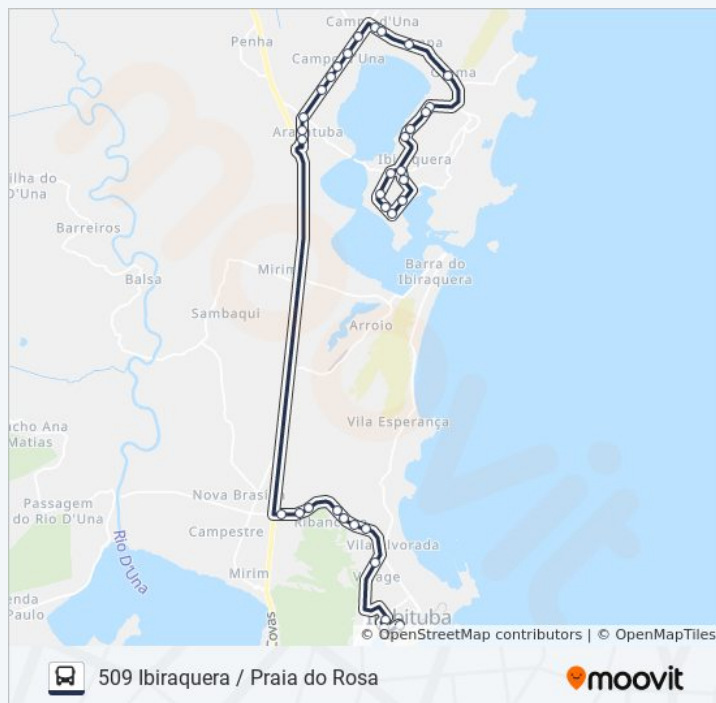 Campo d'Una
Penha
Campo d'Una
Ibiraquera
ilha do
D'Una
Barreiros
Balsa
Mirim
Barra do
Ibiraquera
Sambaqui
Arroio
acho Ana
Matias
Vila Esperança
Passagem
do Rio D'Una
Nova Brasília
Campestre
Rio D'Una
Vila Alvorada
Mirim
Village
enda
Paulo
Covas
Imbituba
© OpenStreetMap contributors | © OpenMapTiles
509 Ibiraquera / Praia do Rosa
moovit